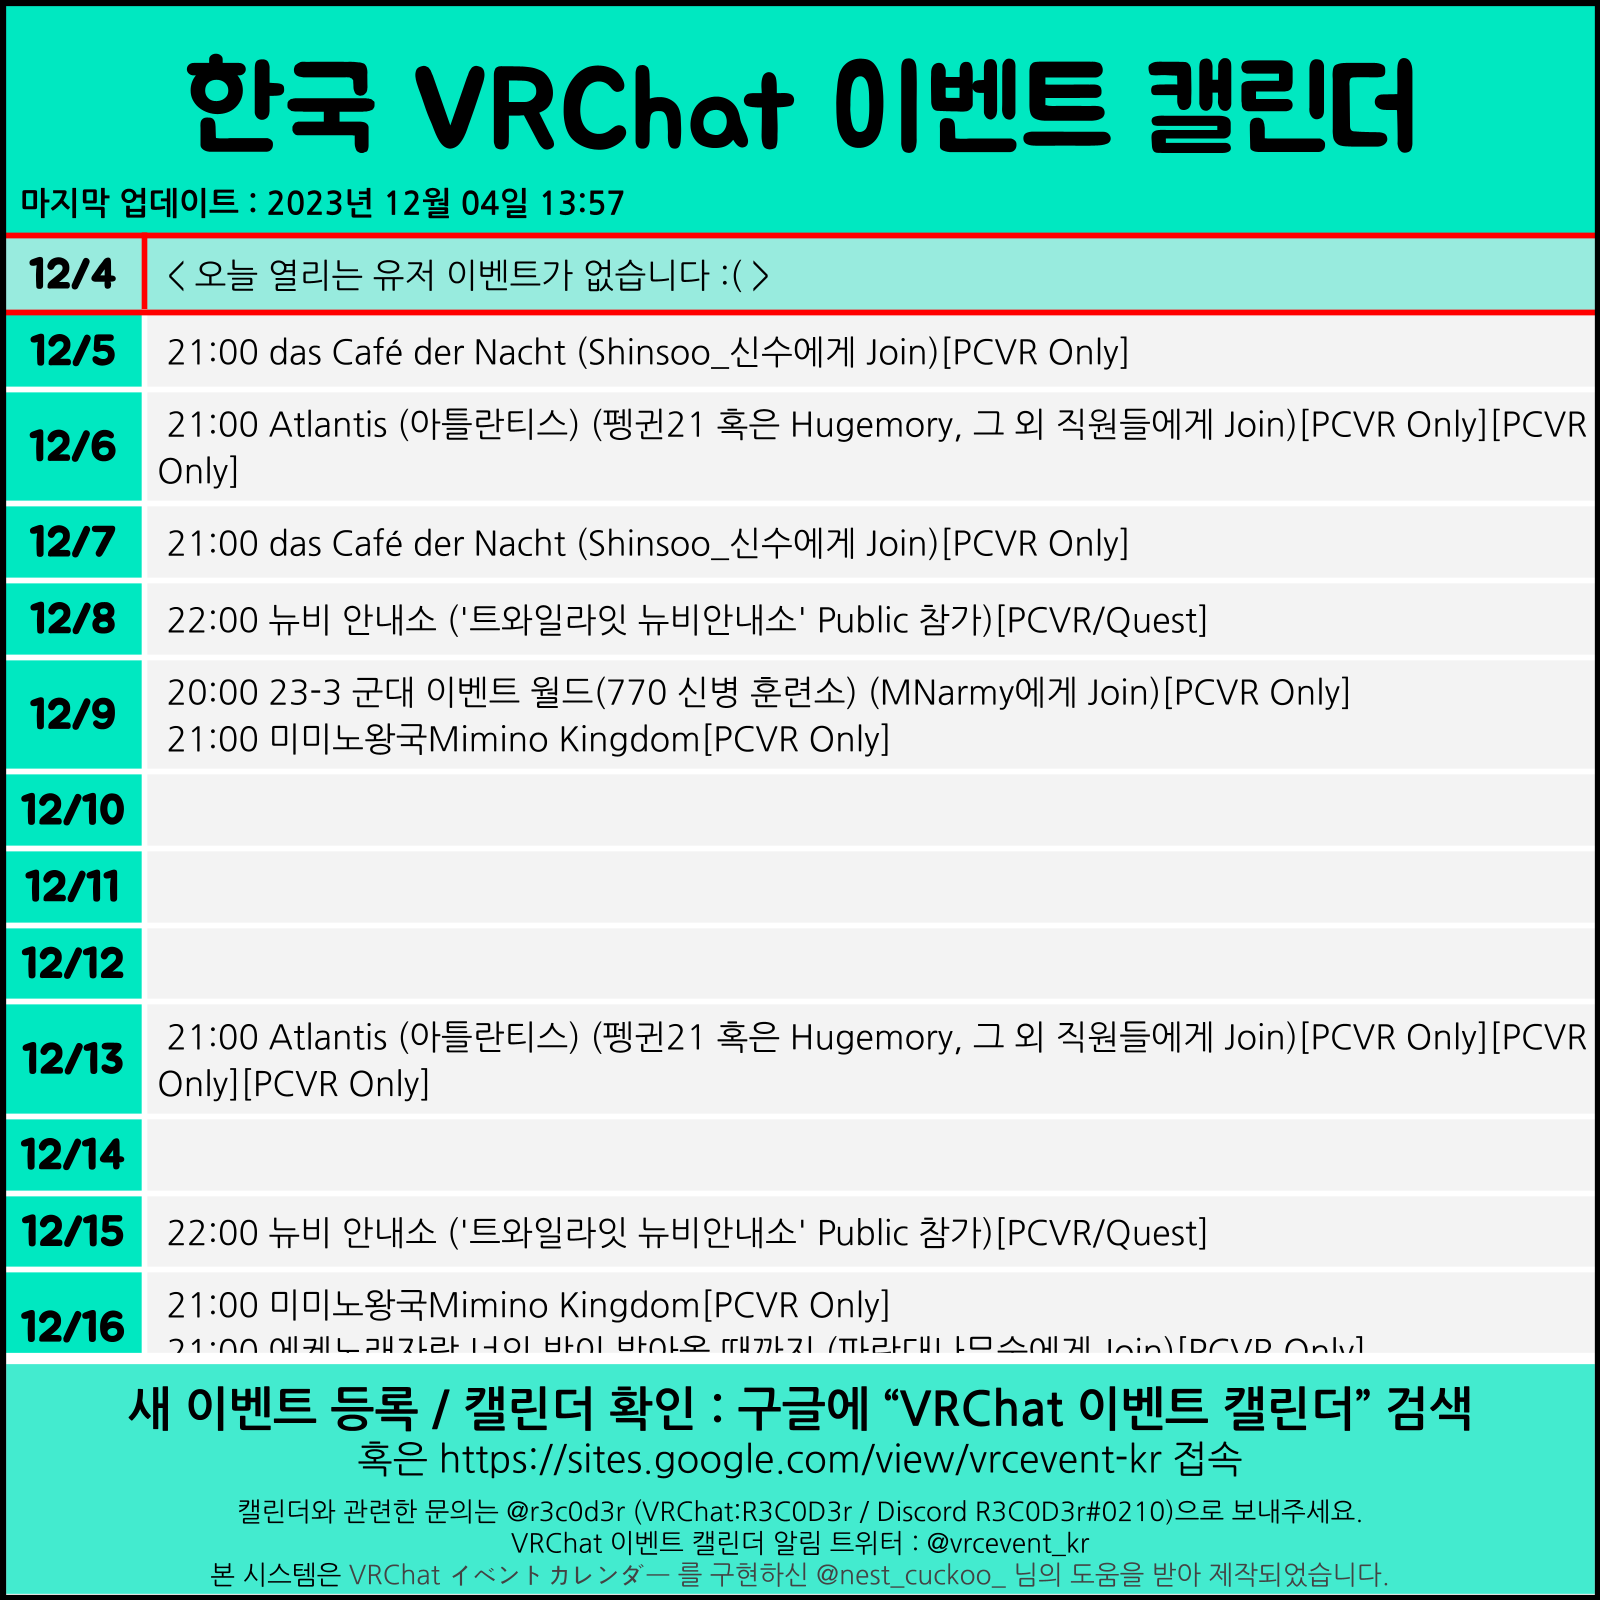 한국 VRChat 이벤트 캘린더
마지막 업데이트 : 2023년 12월 04일 13:57
12/4 < 오늘 열리는 유저 이벤트가 없습니다 :( >
12/5 21:00 das Café der Nacht (Shinsoo_신수에게 Join)[PCVR Only]
12/6 21:00 Atlantis (아틀란티스) (펭귄21 혹은 Hugemory, 그 외 직원들에게 Join)[PCVR Only][PCVR
Only]
12/7 21:00 das Café der Nacht (Shinsoo_신수에게 Join)[PCVR Only]
12/8 22:00 뉴비 안내소 ('트와일라잇 뉴비안내소' Public 참가)[PCVR/Quest]
12/9 20:00 23-3 군대 이벤트 월드(770 신병 훈련소) (MNarmy에게 Join)[PCVR Only]
21:00 미미노왕국Mimino Kingdom[PCVR Only]
12/10
12/11
12/12
12/13 21:00 Atlantis (아틀란티스) (펭귄21 혹은 Hugemory, 그 외 직원들에게 Join)[PCVR Only][PCVR
Only][PCVR Only]
12/14
12/15 22:00 뉴비 안내소 ('트와일라잇 뉴비안내소' Public 참가)[PCVR/Quest]
12/16 21:00 미미노왕국Mimino Kingdom[PCVR Only]
21:00 너의 밤이 때까지 Join)[PCVR Only]
새 이벤트 등록 / 캘린더 확인 : 구글에 “VRChat 이벤트 캘린더” 검색
혹은 https://sites.google.com/view/vrcevent-kr 접속
캘린더와 관련한 문의는 @r3c0d3r (VRChat:R3C0D3r / Discord R3C0D3r#0210)으로 보내주세요.
VRChat 이벤트 캘린더 알림 트위터 : @vrcevent_kr
본 시스템은 VRChat イベントカレンダー 를 구현하신 @nest_cuckoo_ 님의 도움을 받아 제작되었습니다.